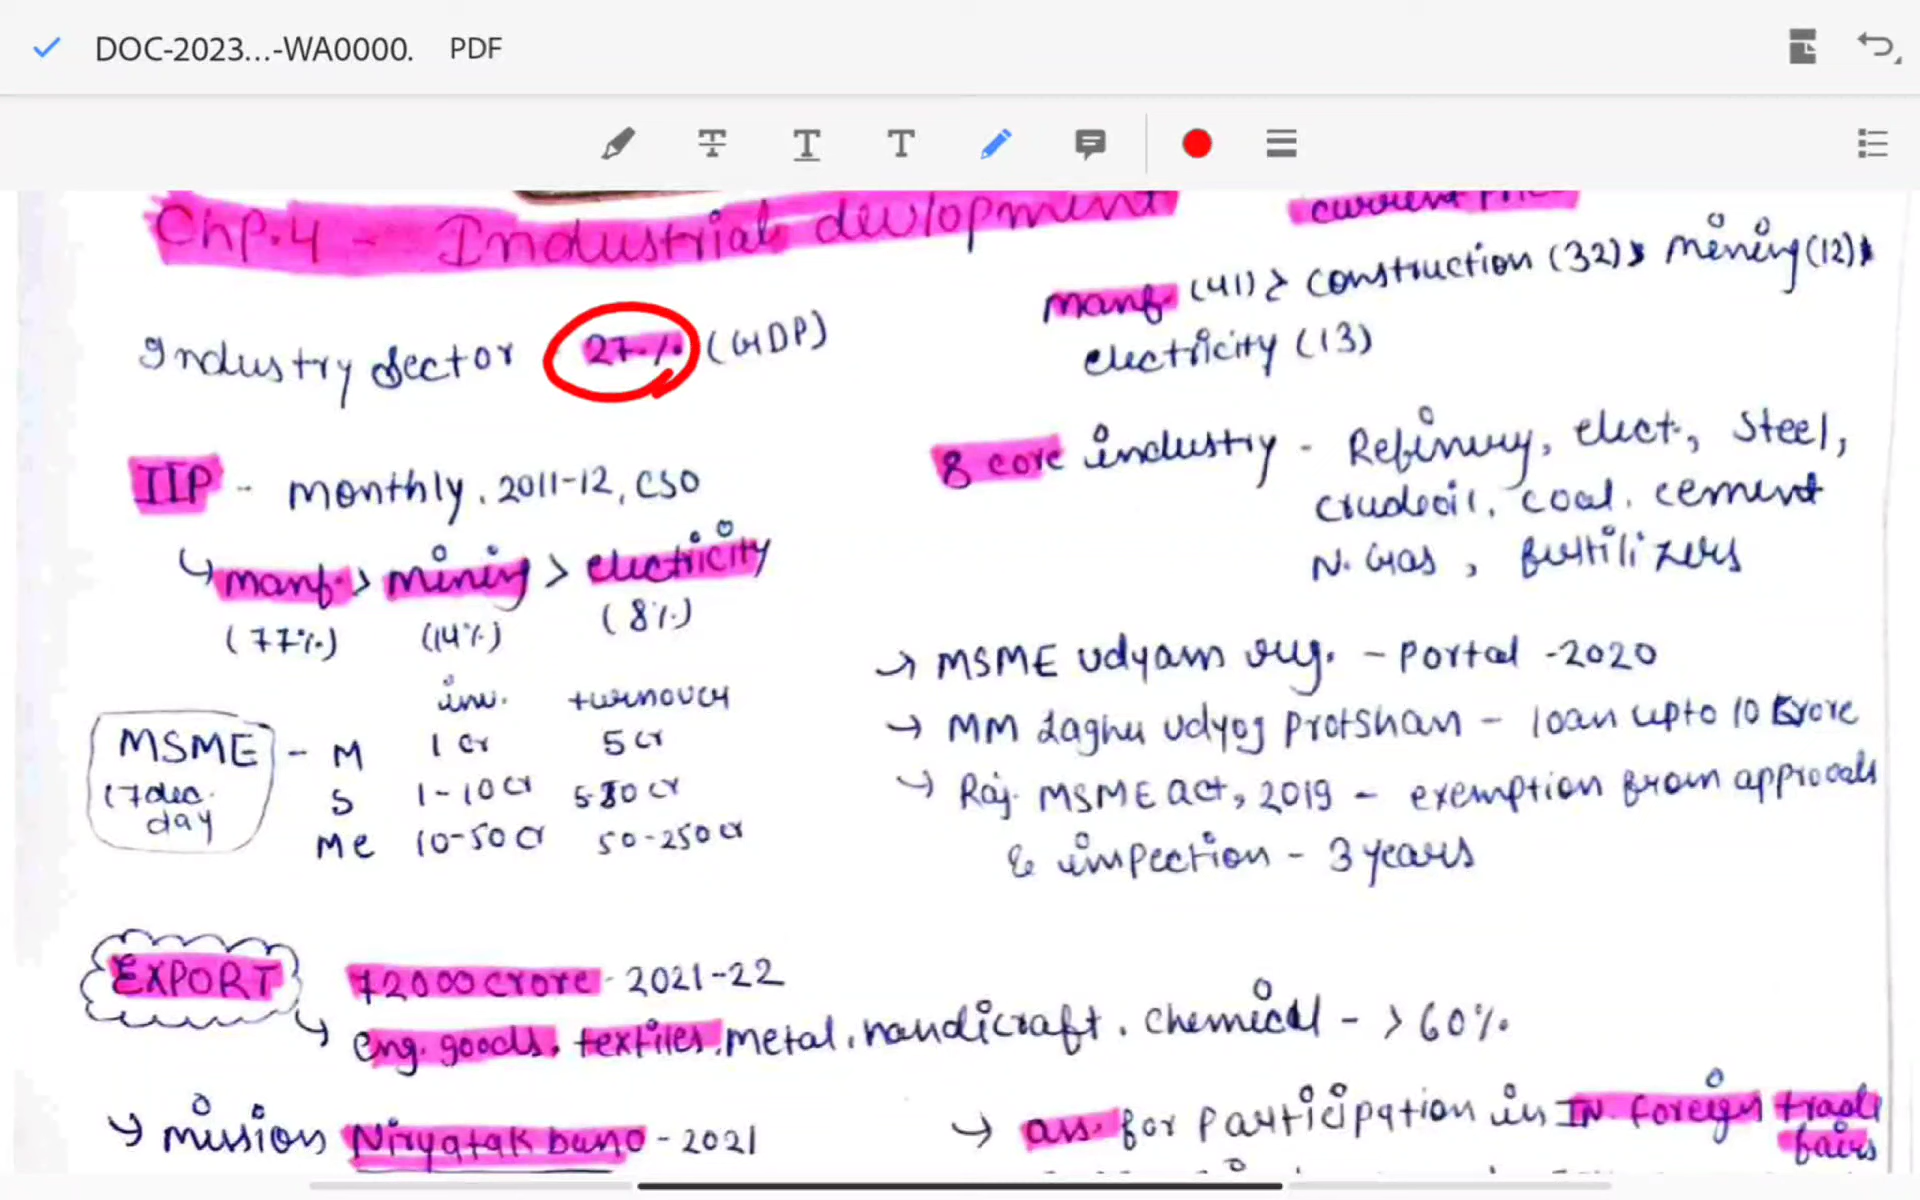 DOC-2023...-WA0000. PDF
Chp.4 - Industrial devlopment
Industry sector 27% (GDP)
IIP - monthly, 2011-12, CSO
↳ manf. > mining > electricity
(77%) (14%) (8%)
inv. turnover
MSME - M 1 cr 5 cr
17 dec. day
S 1-10 cr 5-50 cr
Me 10-50 cr 50-250 cr
manf. (41) > construction (32) > mining (12) >
electricity (13)
8 core industry - Refinery, elect., Steel,
crudeoil, coal, cement
N. Gas, fertilizers
→ MSME udyam reg. - portal - 2020
→ MM Laghu udyog protshan - loan upto 10 crore
→ Raj. MSME act, 2019 - exemption from approvals
& inspection - 3 years
EXPORT 72000 crore - 2021-22
↳ eng. goods, textiles, metal, handicraft, chemical - > 60%
→ mission Niryatak bano - 2021
→ ass. for participation in IN. foreign trade
fairs